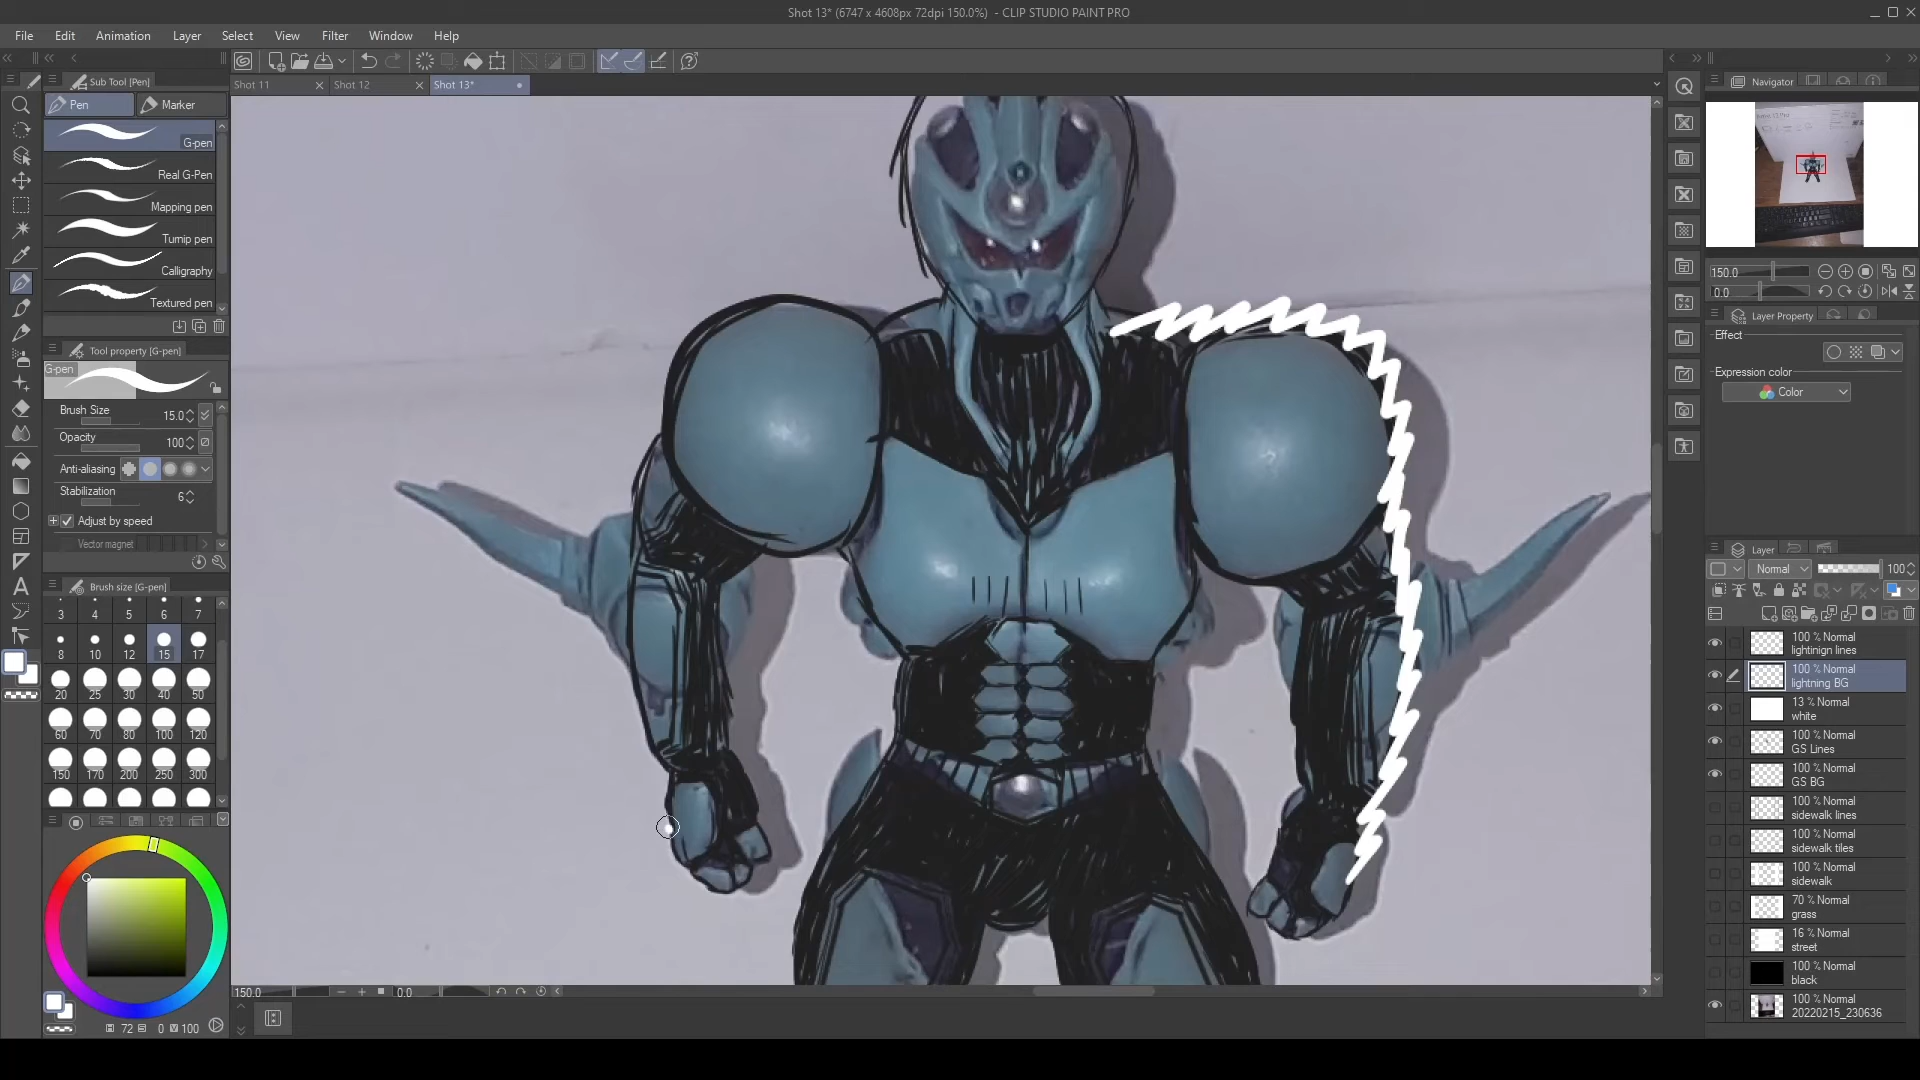 Shot 13* (6747 x 4608px 72dpi 150.0%) - CLIP STUDIO PAINT PRO
File Edit Animation Layer Select View Filter Window Help
Sub Tool [Pen]
Pen Marker
G-pen
Real G-Pen
Mapping pen
Turnip pen
Calligraphy
Textured pen
Tool property [G-pen]
G-pen
Brush Size 15.0
Opacity 100
Anti-aliasing
Stabilization 6
Adjust by speed
Vector magnet
Brush size [G-pen]
3 4 5 6 7
8 10 12 15 17
20 25 30 40 50
60 70 80 100 120
150 170 200 250 300
72 0 V 100
Shot 11 Shot 12 Shot 13*
150.0 0.0
Navigator
150.0
0.0
Layer Property
Effect
Expression color
Color
Layer
Normal 100
100 % Normal
lightinign lines
100 % Normal
lightning BG
13 % Normal
white
100 % Normal
GS Lines
100 % Normal
GS BG
100 % Normal
sidewalk lines
100 % Normal
sidewalk tiles
100 % Normal
sidewalk
70 % Normal
grass
16 % Normal
street
100 % Normal
black
100 % Normal
20220215_230636